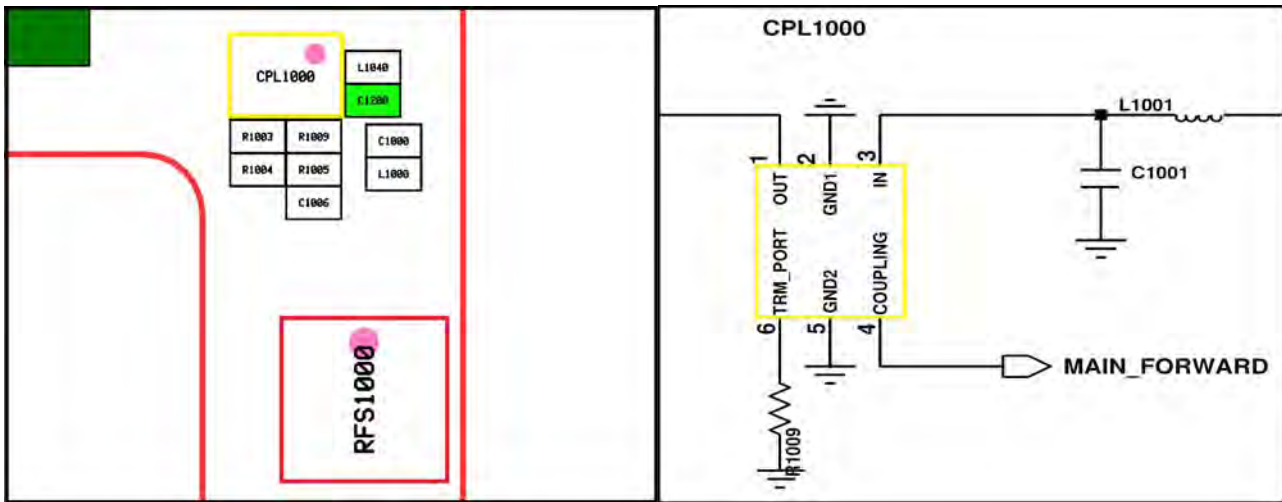 CPL1000
L1040
C1200
R1003 R1009
C1000
R1004 R1005
L1000
C1006
RFS1000
CPL1000
L1001
C1001
1 2 3
OUT GND1 IN
TRM_PORT GND2 COUPLING
6 5 4
MAIN_FORWARD
R1009